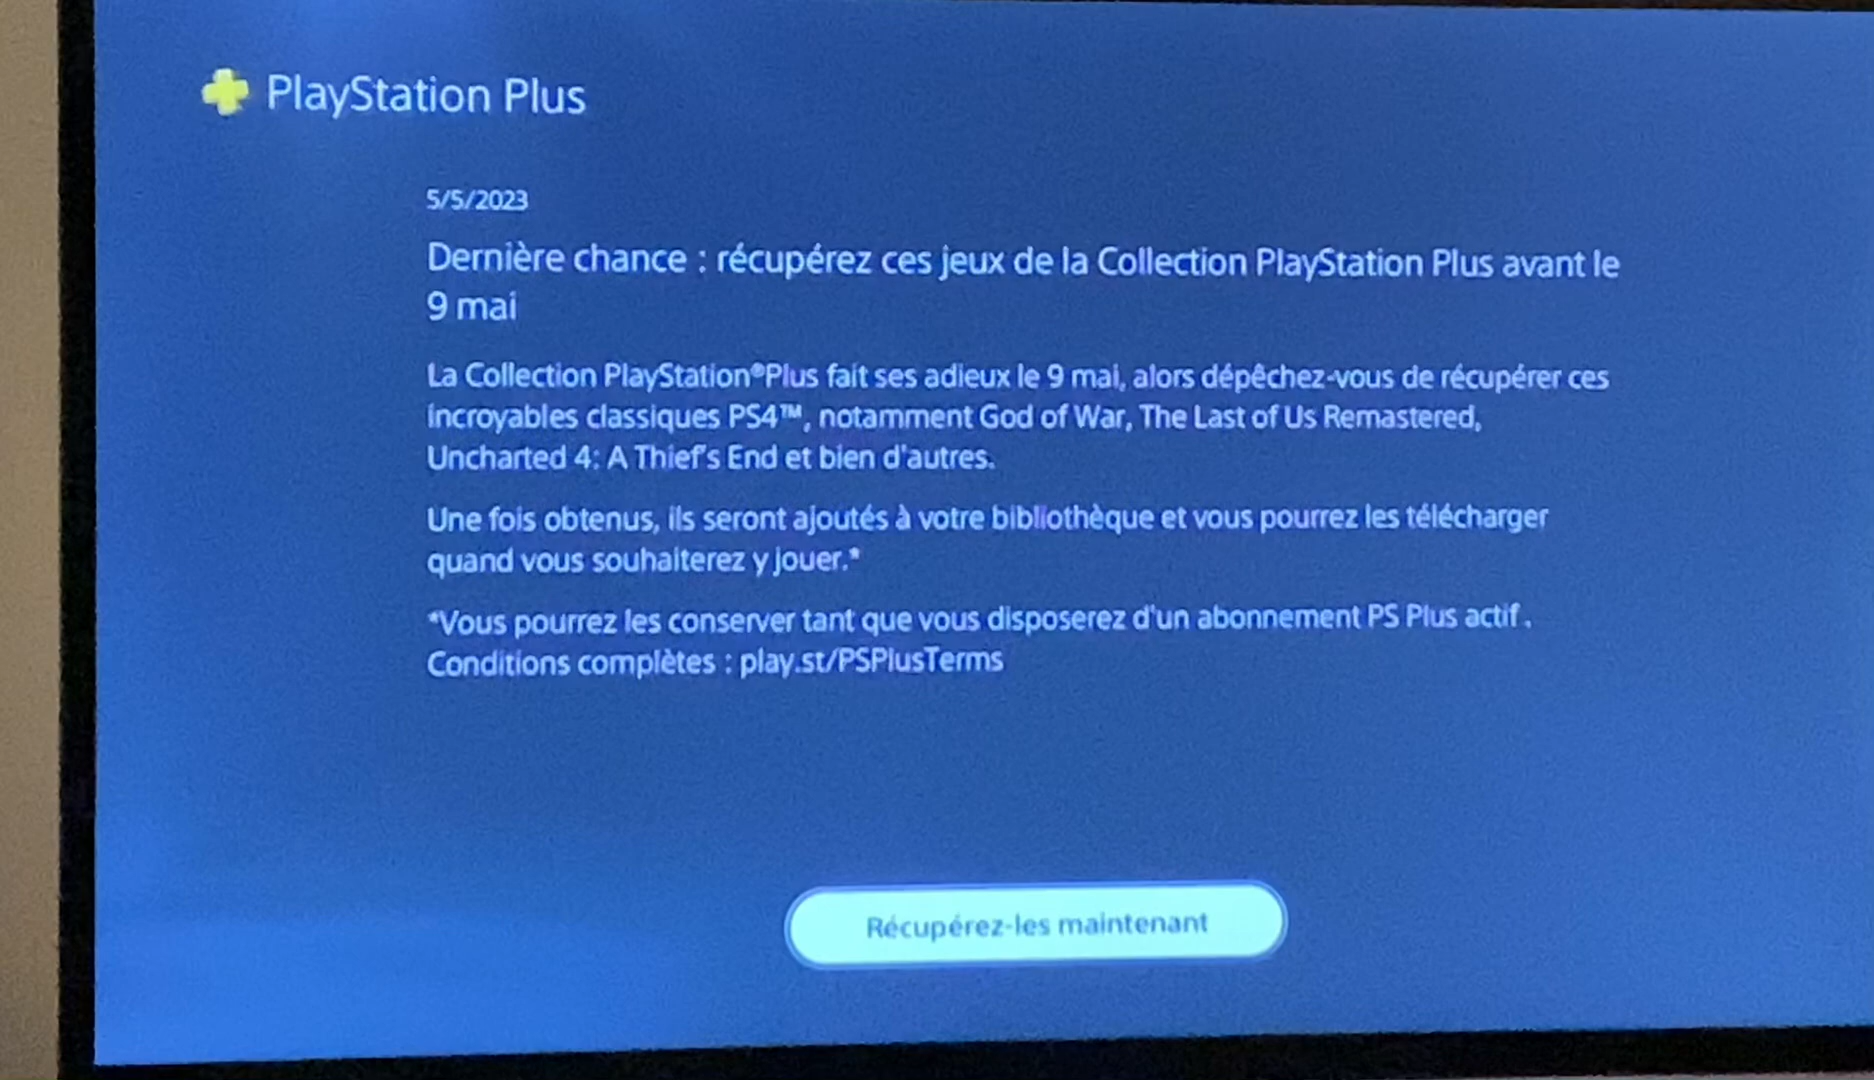 PlayStation Plus
5/5/2023
Dernière chance : récupérez ces jeux de la Collection PlayStation Plus avant le
9 mai
La Collection PlayStation®Plus fait ses adieux le 9 mai, alors dépêchez-vous de récupérer ces
incroyables classiques PS4™, notamment God of War, The Last of Us Remastered,
Uncharted 4: A Thief's End et bien d'autres.
Une fois obtenus, ils seront ajoutés à votre bibliothèque et vous pourrez les télécharger
quand vous souhaiterez y jouer.*
*Vous pourrez les conserver tant que vous disposerez d'un abonnement PS Plus actif.
Conditions complètes : play.st/PSPlusTerms
Récupérez-les maintenant